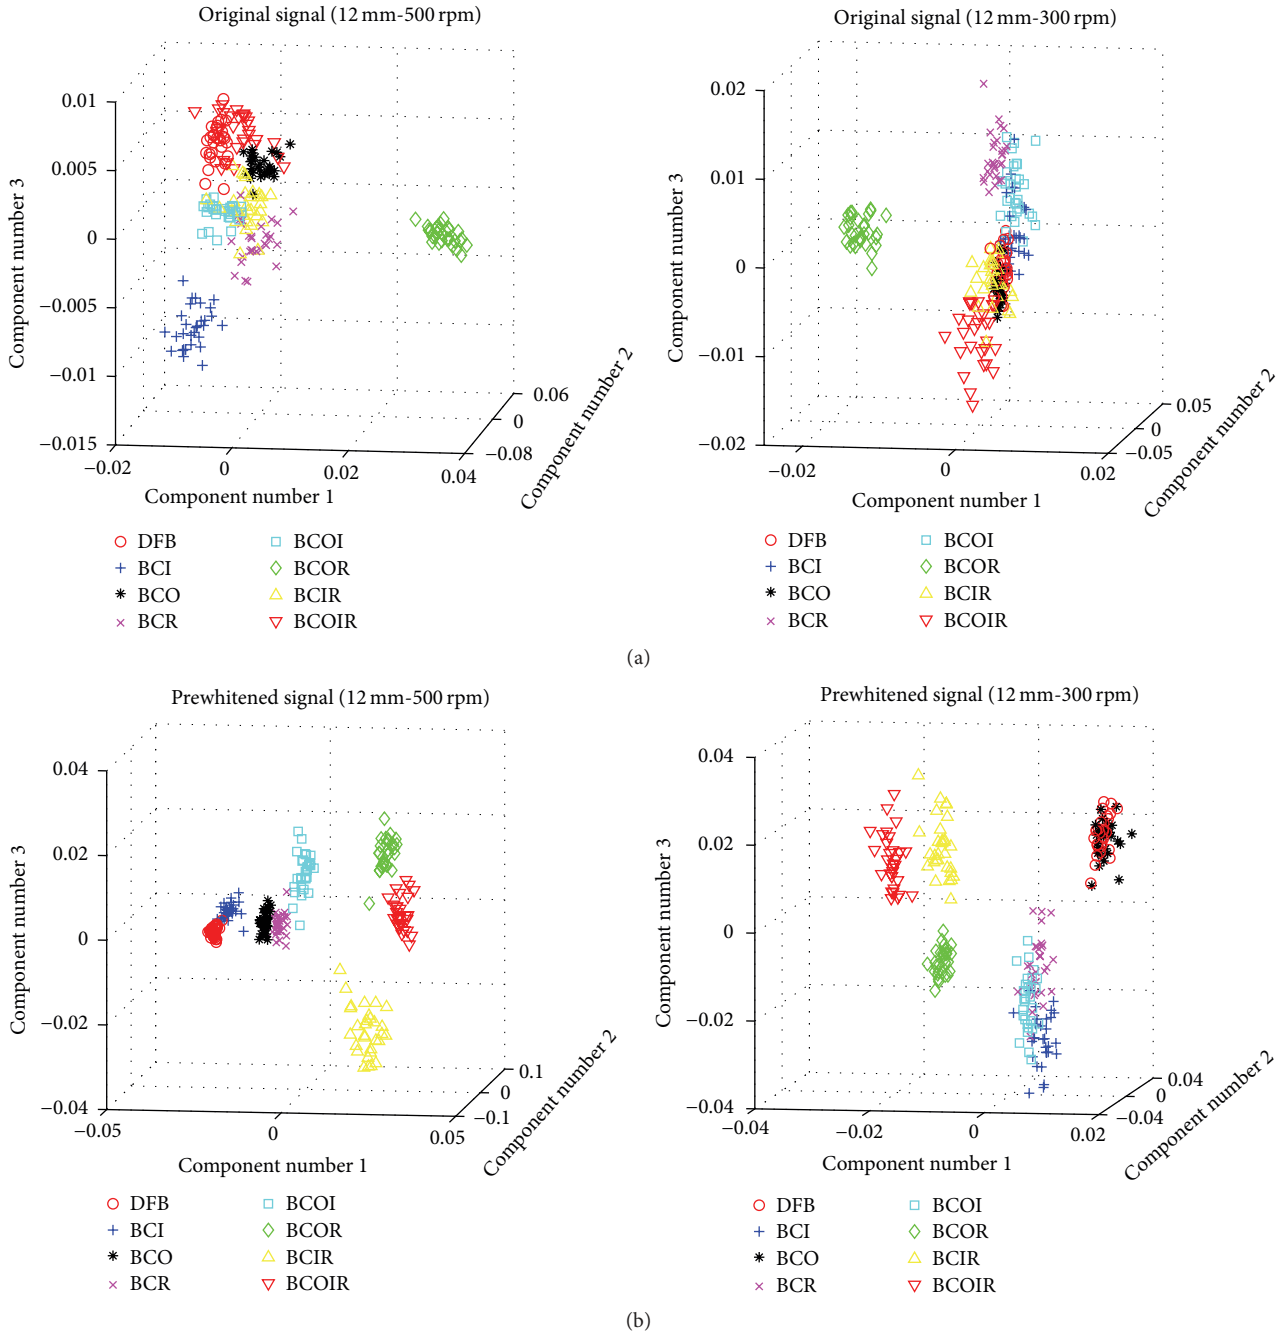 Original signal (12 mm-500 rpm)
0.01
0.005
0
−0.005
−0.01
−0.015
Component number 3
−0.02
0
0.02
0.04
Component number 1
0.06
0
−0.08
Component number 2
DFB
BCI
BCO
BCR
BCOI
BCOR
BCIR
BCOIR
Original signal (12 mm-300 rpm)
0.02
0.01
0
−0.01
−0.02
Component number 3
−0.02
0
0.02
Component number 1
0.05
0
−0.05
Component number 2
DFB
BCI
BCO
BCR
BCOI
BCOR
BCIR
BCOIR
(a)
Prewhitened signal (12 mm-500 rpm)
0.04
0.02
0
−0.02
−0.04
Component number 3
−0.05
0
0.05
Component number 1
0.1
0
−0.1
Component number 2
DFB
BCI
BCO
BCR
BCOI
BCOR
BCIR
BCOIR
Prewhitened signal (12 mm-300 rpm)
0.04
0.02
0
−0.02
−0.04
Component number 3
−0.04
−0.02
0
0.02
Component number 1
0.04
0
−0.04
Component number 2
DFB
BCI
BCO
BCR
BCOI
BCOR
BCIR
BCOIR
(b)